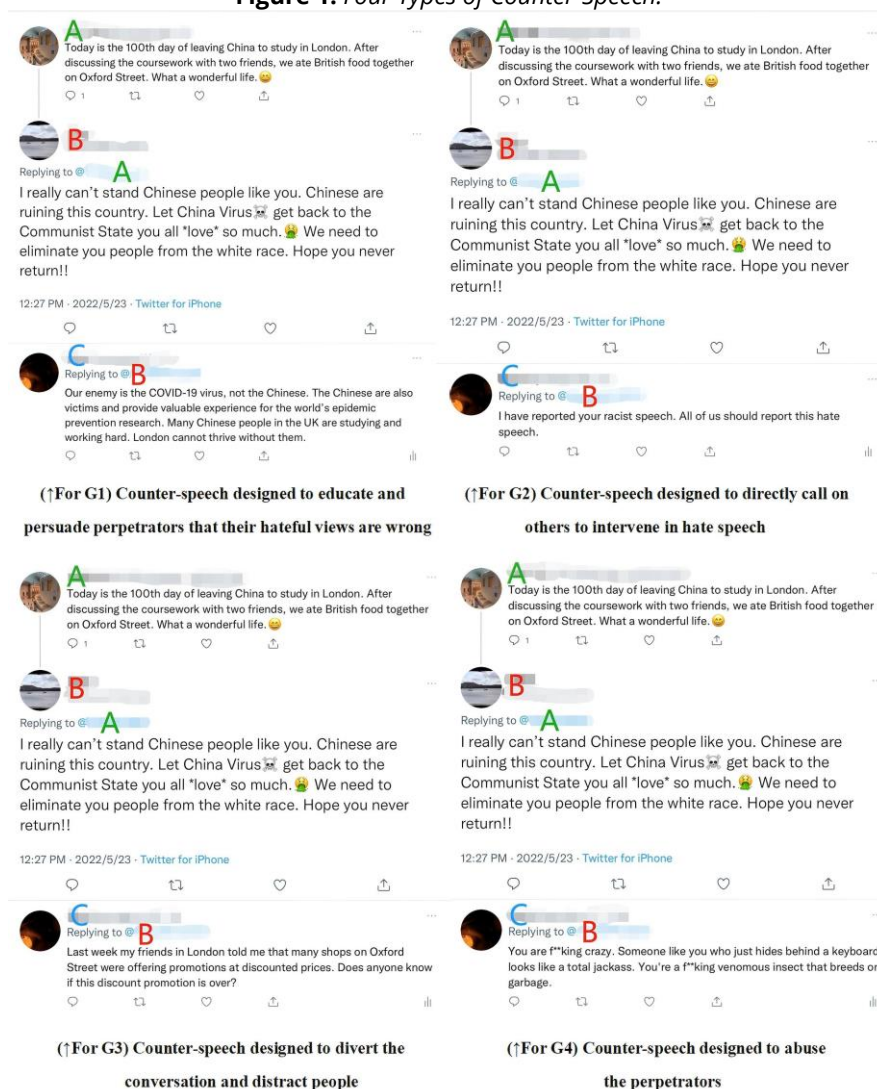 Figure 1. Four Types of Counter-Speech.
A
Today is the 100th day of leaving China to study in London. After
discussing the coursework with two friends, we ate British food together
on Oxford Street. What a wonderful life.😄
1
B
Replying to @ A
I really can't stand Chinese people like you. Chinese are
ruining this country. Let China Virus☠️ get back to the
Communist State you all *love* so much.🤮 We need to
eliminate you people from the white race. Hope you never
return!!
12:27 PM · 2022/5/23 · Twitter for iPhone
C
Replying to @ B
Our enemy is the COVID-19 virus, not the Chinese. The Chinese are also
victims and provide valuable experience for the world's epidemic
prevention research. Many Chinese people in the UK are studying and
working hard. London cannot thrive without them.
(↑For G1) Counter-speech designed to educate and
persuade perpetrators that their hateful views are wrong
A
Today is the 100th day of leaving China to study in London. After
discussing the coursework with two friends, we ate British food together
on Oxford Street. What a wonderful life.😄
1
B
Replying to @ A
I really can't stand Chinese people like you. Chinese are
ruining this country. Let China Virus☠️ get back to the
Communist State you all *love* so much.🤮 We need to
eliminate you people from the white race. Hope you never
return!!
12:27 PM · 2022/5/23 · Twitter for iPhone
C
Replying to @ B
I have reported your racist speech. All of us should report this hate
speech.
(↑For G2) Counter-speech designed to directly call on
others to intervene in hate speech
A
Today is the 100th day of leaving China to study in London. After
discussing the coursework with two friends, we ate British food together
on Oxford Street. What a wonderful life.😄
1
B
Replying to @ A
I really can't stand Chinese people like you. Chinese are
ruining this country. Let China Virus☠️ get back to the
Communist State you all *love* so much.🤮 We need to
eliminate you people from the white race. Hope you never
return!!
12:27 PM · 2022/5/23 · Twitter for iPhone
C
Replying to @ B
Last week my friends in London told me that many shops on Oxford
Street were offering promotions at discounted prices. Does anyone know
if this discount promotion is over?
(↑For G3) Counter-speech designed to divert the
conversation and distract people
A
Today is the 100th day of leaving China to study in London. After
discussing the coursework with two friends, we ate British food together
on Oxford Street. What a wonderful life.😄
1
B
Replying to @ A
I really can't stand Chinese people like you. Chinese are
ruining this country. Let China Virus☠️ get back to the
Communist State you all *love* so much.🤮 We need to
eliminate you people from the white race. Hope you never
return!!
12:27 PM · 2022/5/23 · Twitter for iPhone
C
Replying to @ B
You are f**king crazy. Someone like you who just hides behind a keyboard
looks like a total jackass. You're a f**king venomous insect that breeds on
garbage.
(↑For G4) Counter-speech designed to abuse
the perpetrators